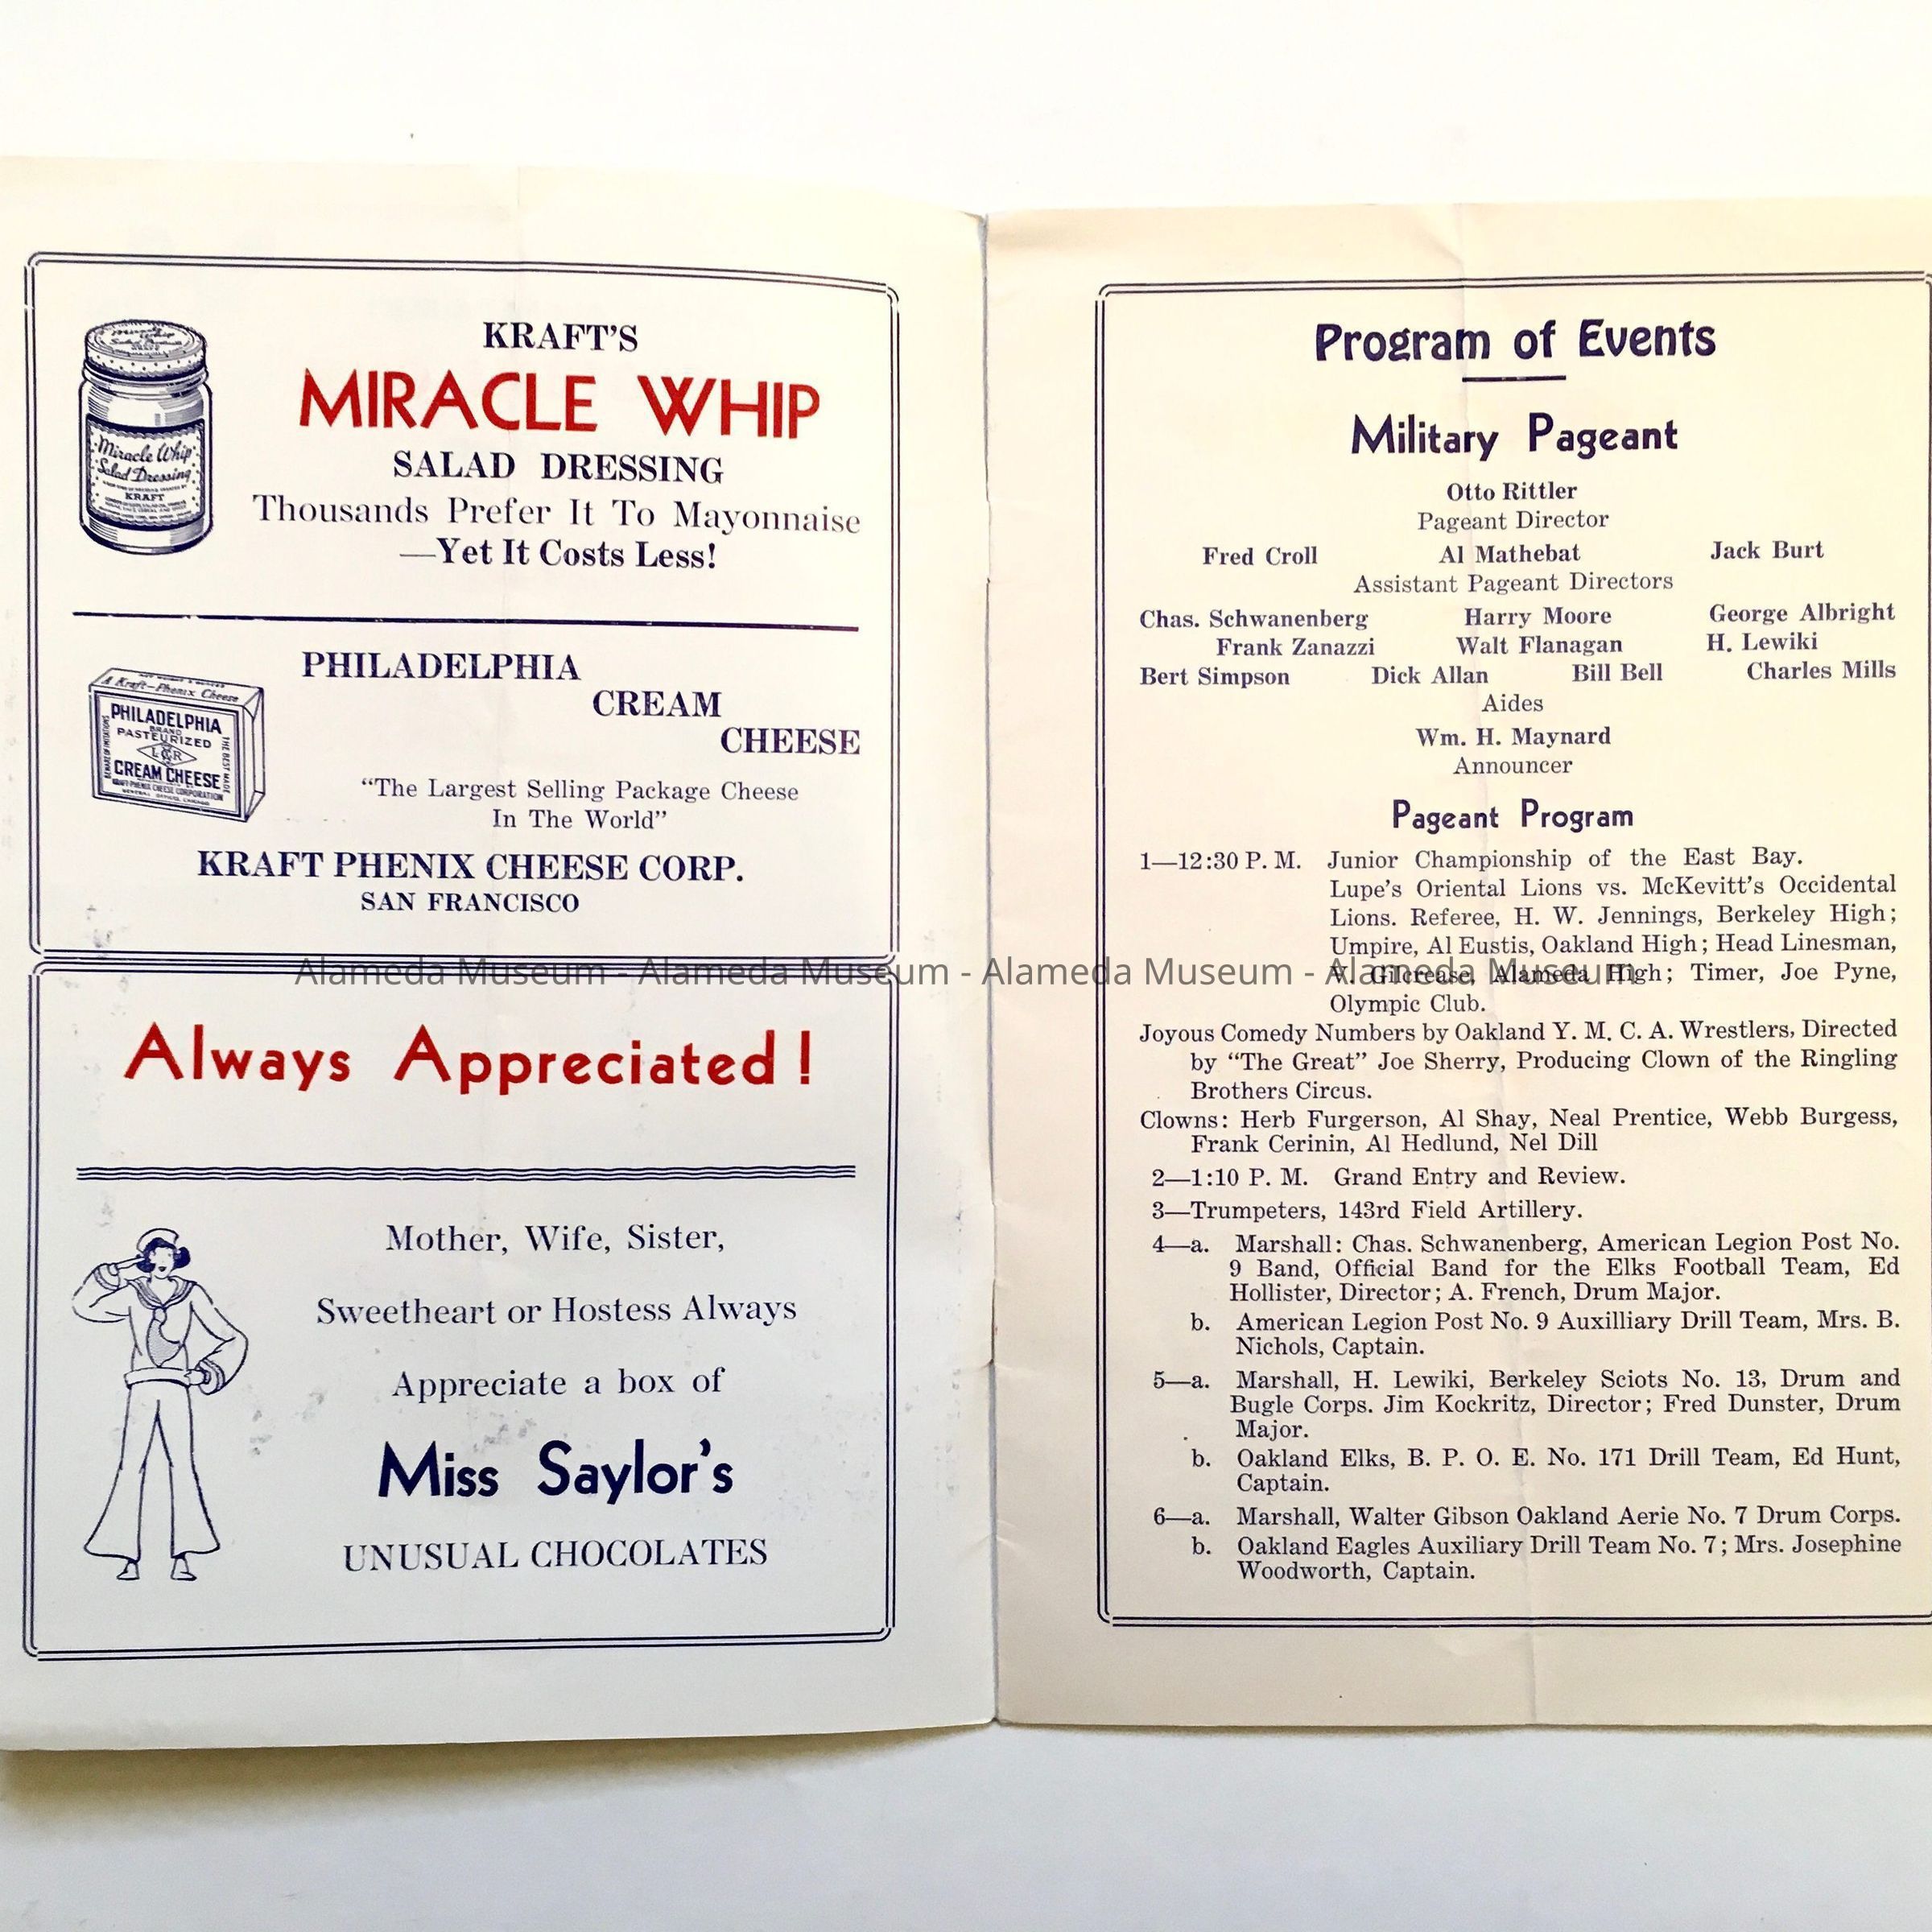 KRAFT'S
MIRACLE WHIP
SALAD DRESSING
Thousands Prefer It To Mayonnaise
—Yet It Costs Less!
Miracle Whip
Salad Dressing
KRAFT
PHILADELPHIA
CREAM
CHEESE
"The Largest Selling Package Cheese
In The World"
A Kraft-Phenix Cheese
PHILADELPHIA
BRAND
PASTEURIZED
CREAM CHEESE
KRAFT-PHENIX CHEESE CORPORATION
THE BEST MADE
KRAFT PHENIX CHEESE CORP.
SAN FRANCISCO
Always Appreciated!
Mother, Wife, Sister,
Sweetheart or Hostess Always
Appreciate a box of
Miss Saylor's
UNUSUAL CHOCOLATES
Program of Events
Military Pageant
Otto Rittler
Pageant Director
Fred Croll Al Mathebat Jack Burt
Assistant Pageant Directors
Chas. Schwanenberg Harry Moore George Albright
Frank Zanazzi Walt Flanagan H. Lewiki
Bert Simpson Dick Allan Bill Bell Charles Mills
Aides
Wm. H. Maynard
Announcer
Pageant Program
1—12:30 P. M. Junior Championship of the East Bay.
Lupe's Oriental Lions vs. McKevitt's Occidental
Lions. Referee, H. W. Jennings, Berkeley High;
Umpire, Al Eustis, Oakland High; Head Linesman,
V. Gilcrease, Alameda High; Timer, Joe Pyne,
Olympic Club.
Joyous Comedy Numbers by Oakland Y. M. C. A. Wrestlers, Directed
by "The Great" Joe Sherry, Producing Clown of the Ringling
Brothers Circus.
Clowns: Herb Furgerson, Al Shay, Neal Prentice, Webb Burgess,
Frank Cerinin, Al Hedlund, Nel Dill
2—1:10 P. M. Grand Entry and Review.
3—Trumpeters, 143rd Field Artillery.
4—a. Marshall: Chas. Schwanenberg, American Legion Post No.
9 Band, Official Band for the Elks Football Team, Ed
Hollister, Director; A. French, Drum Major.
b. American Legion Post No. 9 Auxilliary Drill Team, Mrs. B.
Nichols, Captain.
5—a. Marshall, H. Lewiki, Berkeley Sciots No. 13, Drum and
Bugle Corps. Jim Kockritz, Director; Fred Dunster, Drum
Major.
b. Oakland Elks, B. P. O. E. No. 171 Drill Team, Ed Hunt,
Captain.
6—a. Marshall, Walter Gibson Oakland Aerie No. 7 Drum Corps.
b. Oakland Eagles Auxiliary Drill Team No. 7; Mrs. Josephine
Woodworth, Captain.
Alameda Museum - Alameda Museum - Alameda Museum - Alameda Museum